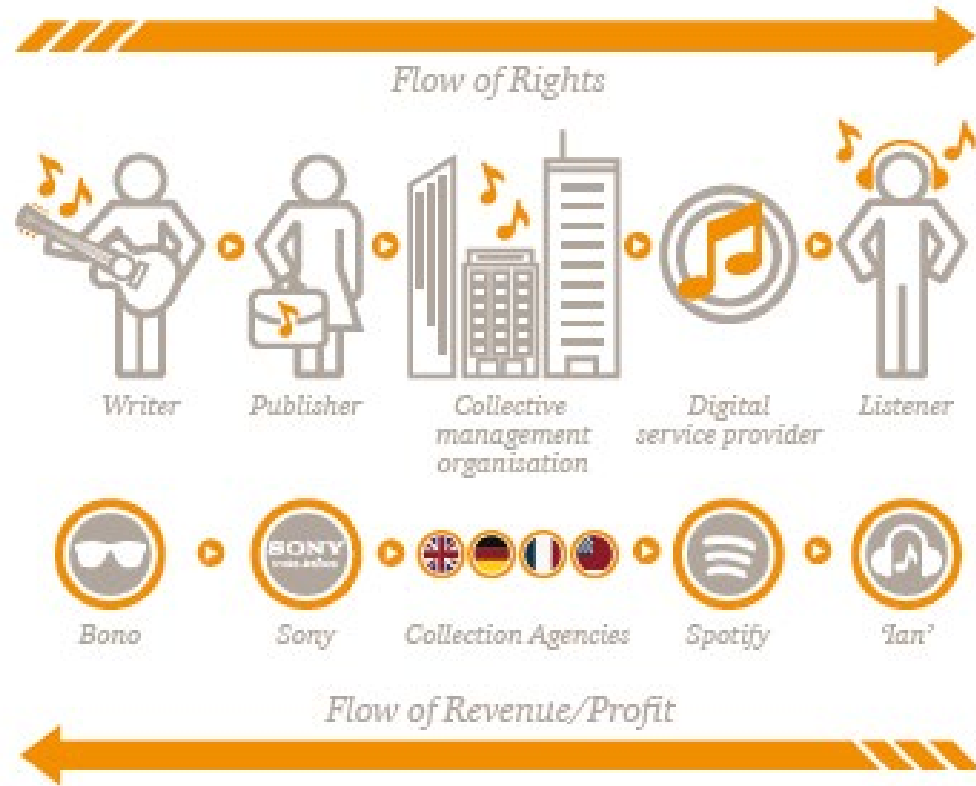 Flow of Rights
Writer
Publisher
Collective
management
organisation
Digital
service provider
Listener
SONY
Bono
Sony
Collection Agencies
Spotify
'Ian'
Flow of Revenue/Profit